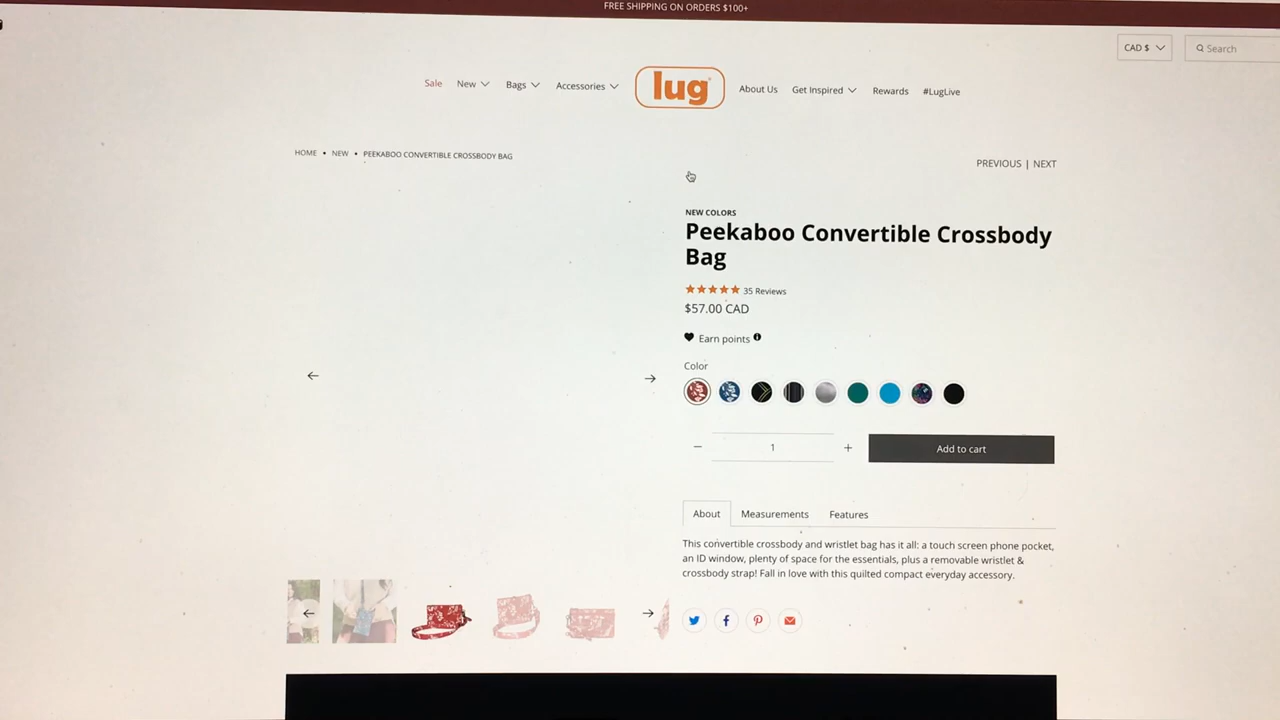 FREE SHIPPING ON ORDERS $100+
CAD $
Search
Sale
New
Bags
Accessories
lug
About Us
Get Inspired
Rewards
#LugLive
HOME • NEW • PEEKABOO CONVERTIBLE CROSSBODY BAG
PREVIOUS | NEXT
NEW COLORS
Peekaboo Convertible Crossbody
Bag
35 Reviews
$57.00 CAD
Earn points
Color
1
Add to cart
About
Measurements
Features
This convertible crossbody and wristlet bag has it all: a touch screen phone pocket,
an ID window, plenty of space for the essentials, plus a removable wristlet &
crossbody strap! Fall in love with this quilted compact everyday accessory.